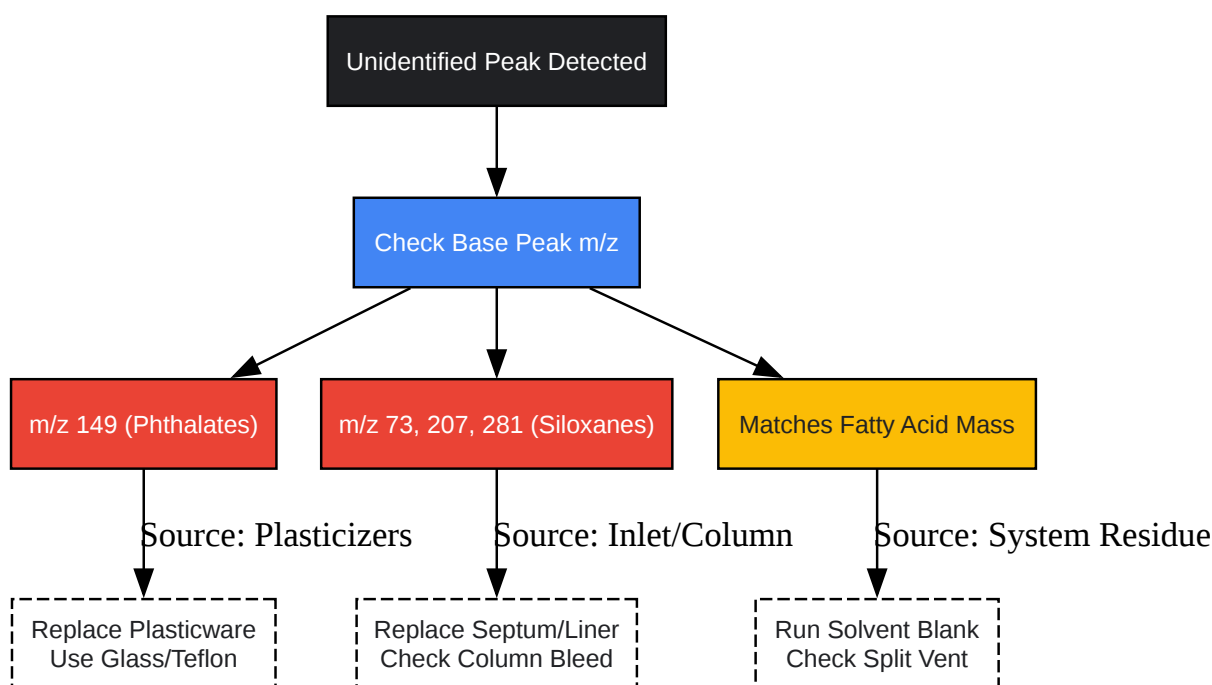 Unidentified Peak Detected
Check Base Peak m/z
m/z 149 (Phthalates)
m/z 73, 207, 281 (Siloxanes)
Matches Fatty Acid Mass
Source: Plasticizers
Source: Inlet/Column
Source: System Residue
Replace Plasticware
Use Glass/Teflon
Replace Septum/Liner
Check Column Bleed
Run Solvent Blank
Check Split Vent